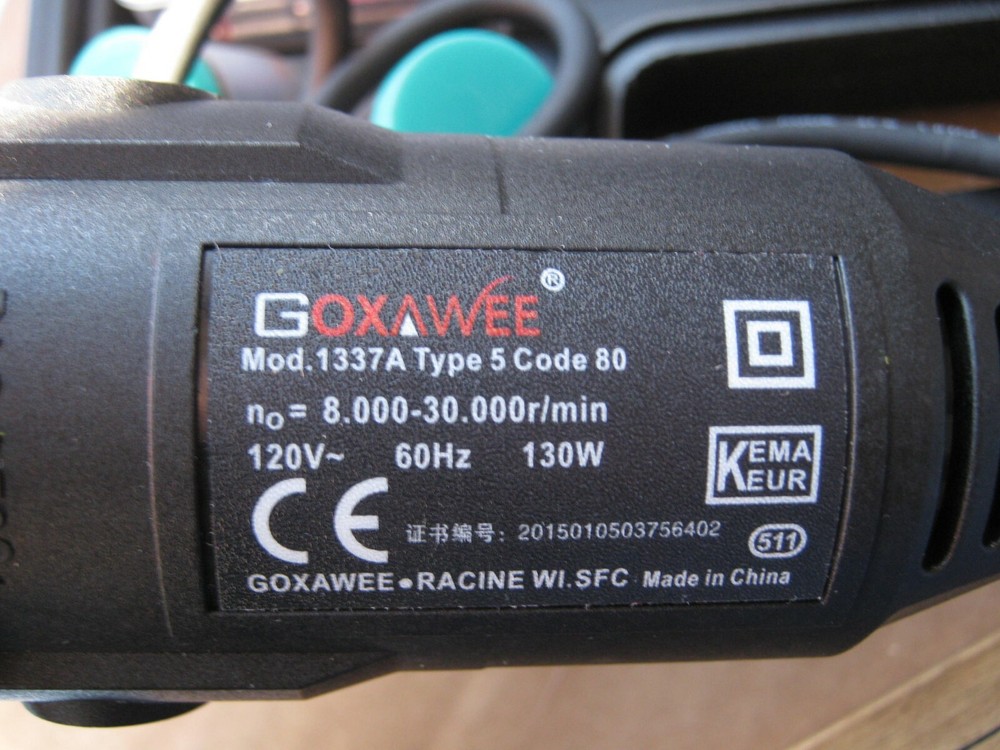 GOXAWEE®
Mod.1337A Type 5 Code 80
n₀= 8.000-30.000r/min
120V~ 60Hz 130W
KEMA
KEUR
CE 证书编号: 2015010503756402
511
GOXAWEE●RACINE WI.SFC Made in China